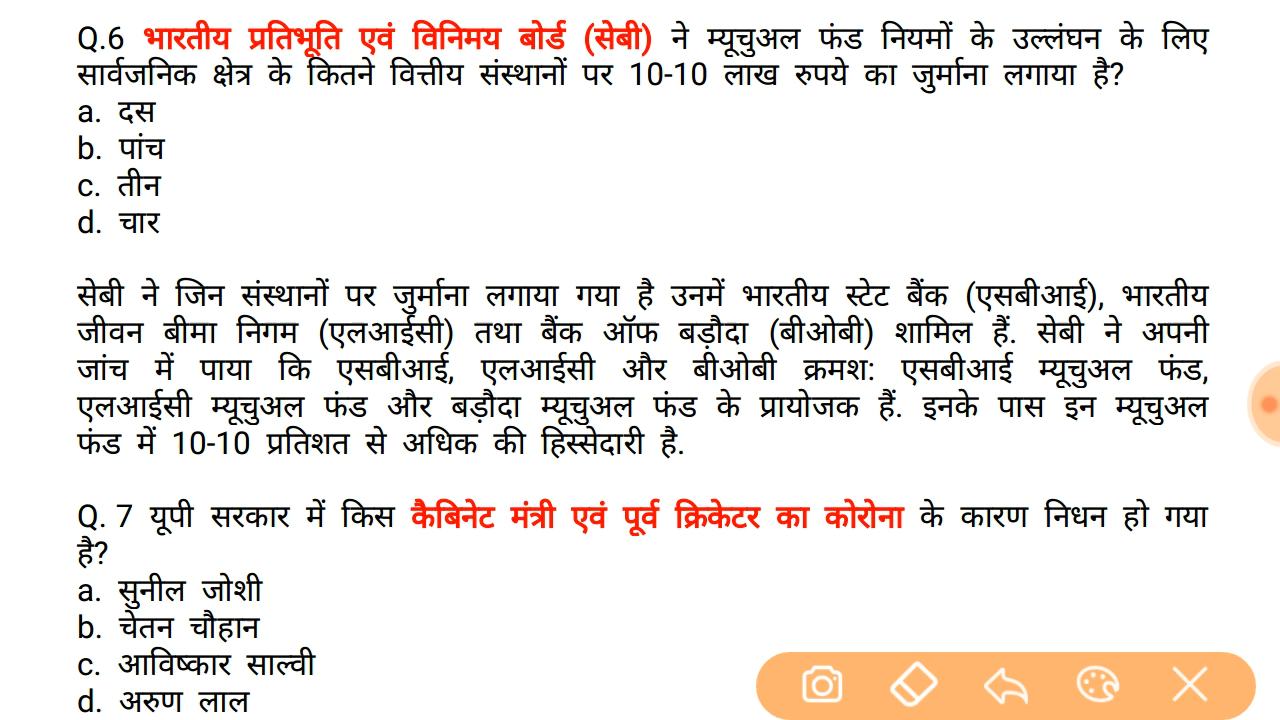 Q.6 भारतीय प्रतिभूति एवं विनिमय बोर्ड (सेबी) ने म्यूचुअल फंड नियमों के उल्लंघन के लिए
सार्वजनिक क्षेत्र के कितने वित्तीय संस्थानों पर 10-10 लाख रुपये का जुर्माना लगाया है?
a. दस
b. पांच
c. तीन
d. चार
सेबी ने जिन संस्थानों पर जुर्माना लगाया गया है उनमें भारतीय स्टेट बैंक (एसबीआई), भारतीय
जीवन बीमा निगम (एलआईसी) तथा बैंक ऑफ बड़ौदा (बीओबी) शामिल हैं. सेबी ने अपनी
जांच में पाया कि एसबीआई, एलआईसी और बीओबी क्रमश: एसबीआई म्यूचुअल फंड,
एलआईसी म्यूचुअल फंड और बड़ौदा म्यूचुअल फंड के प्रायोजक हैं. इनके पास इन म्यूचुअल
फंड में 10-10 प्रतिशत से अधिक की हिस्सेदारी है.
Q. 7 यूपी सरकार में किस कैबिनेट मंत्री एवं पूर्व क्रिकेटर का कोरोना के कारण निधन हो गया
है?
a. सुनील जोशी
b. चेतन चौहान
c. आविष्कार साल्वी
d. अरुण लाल